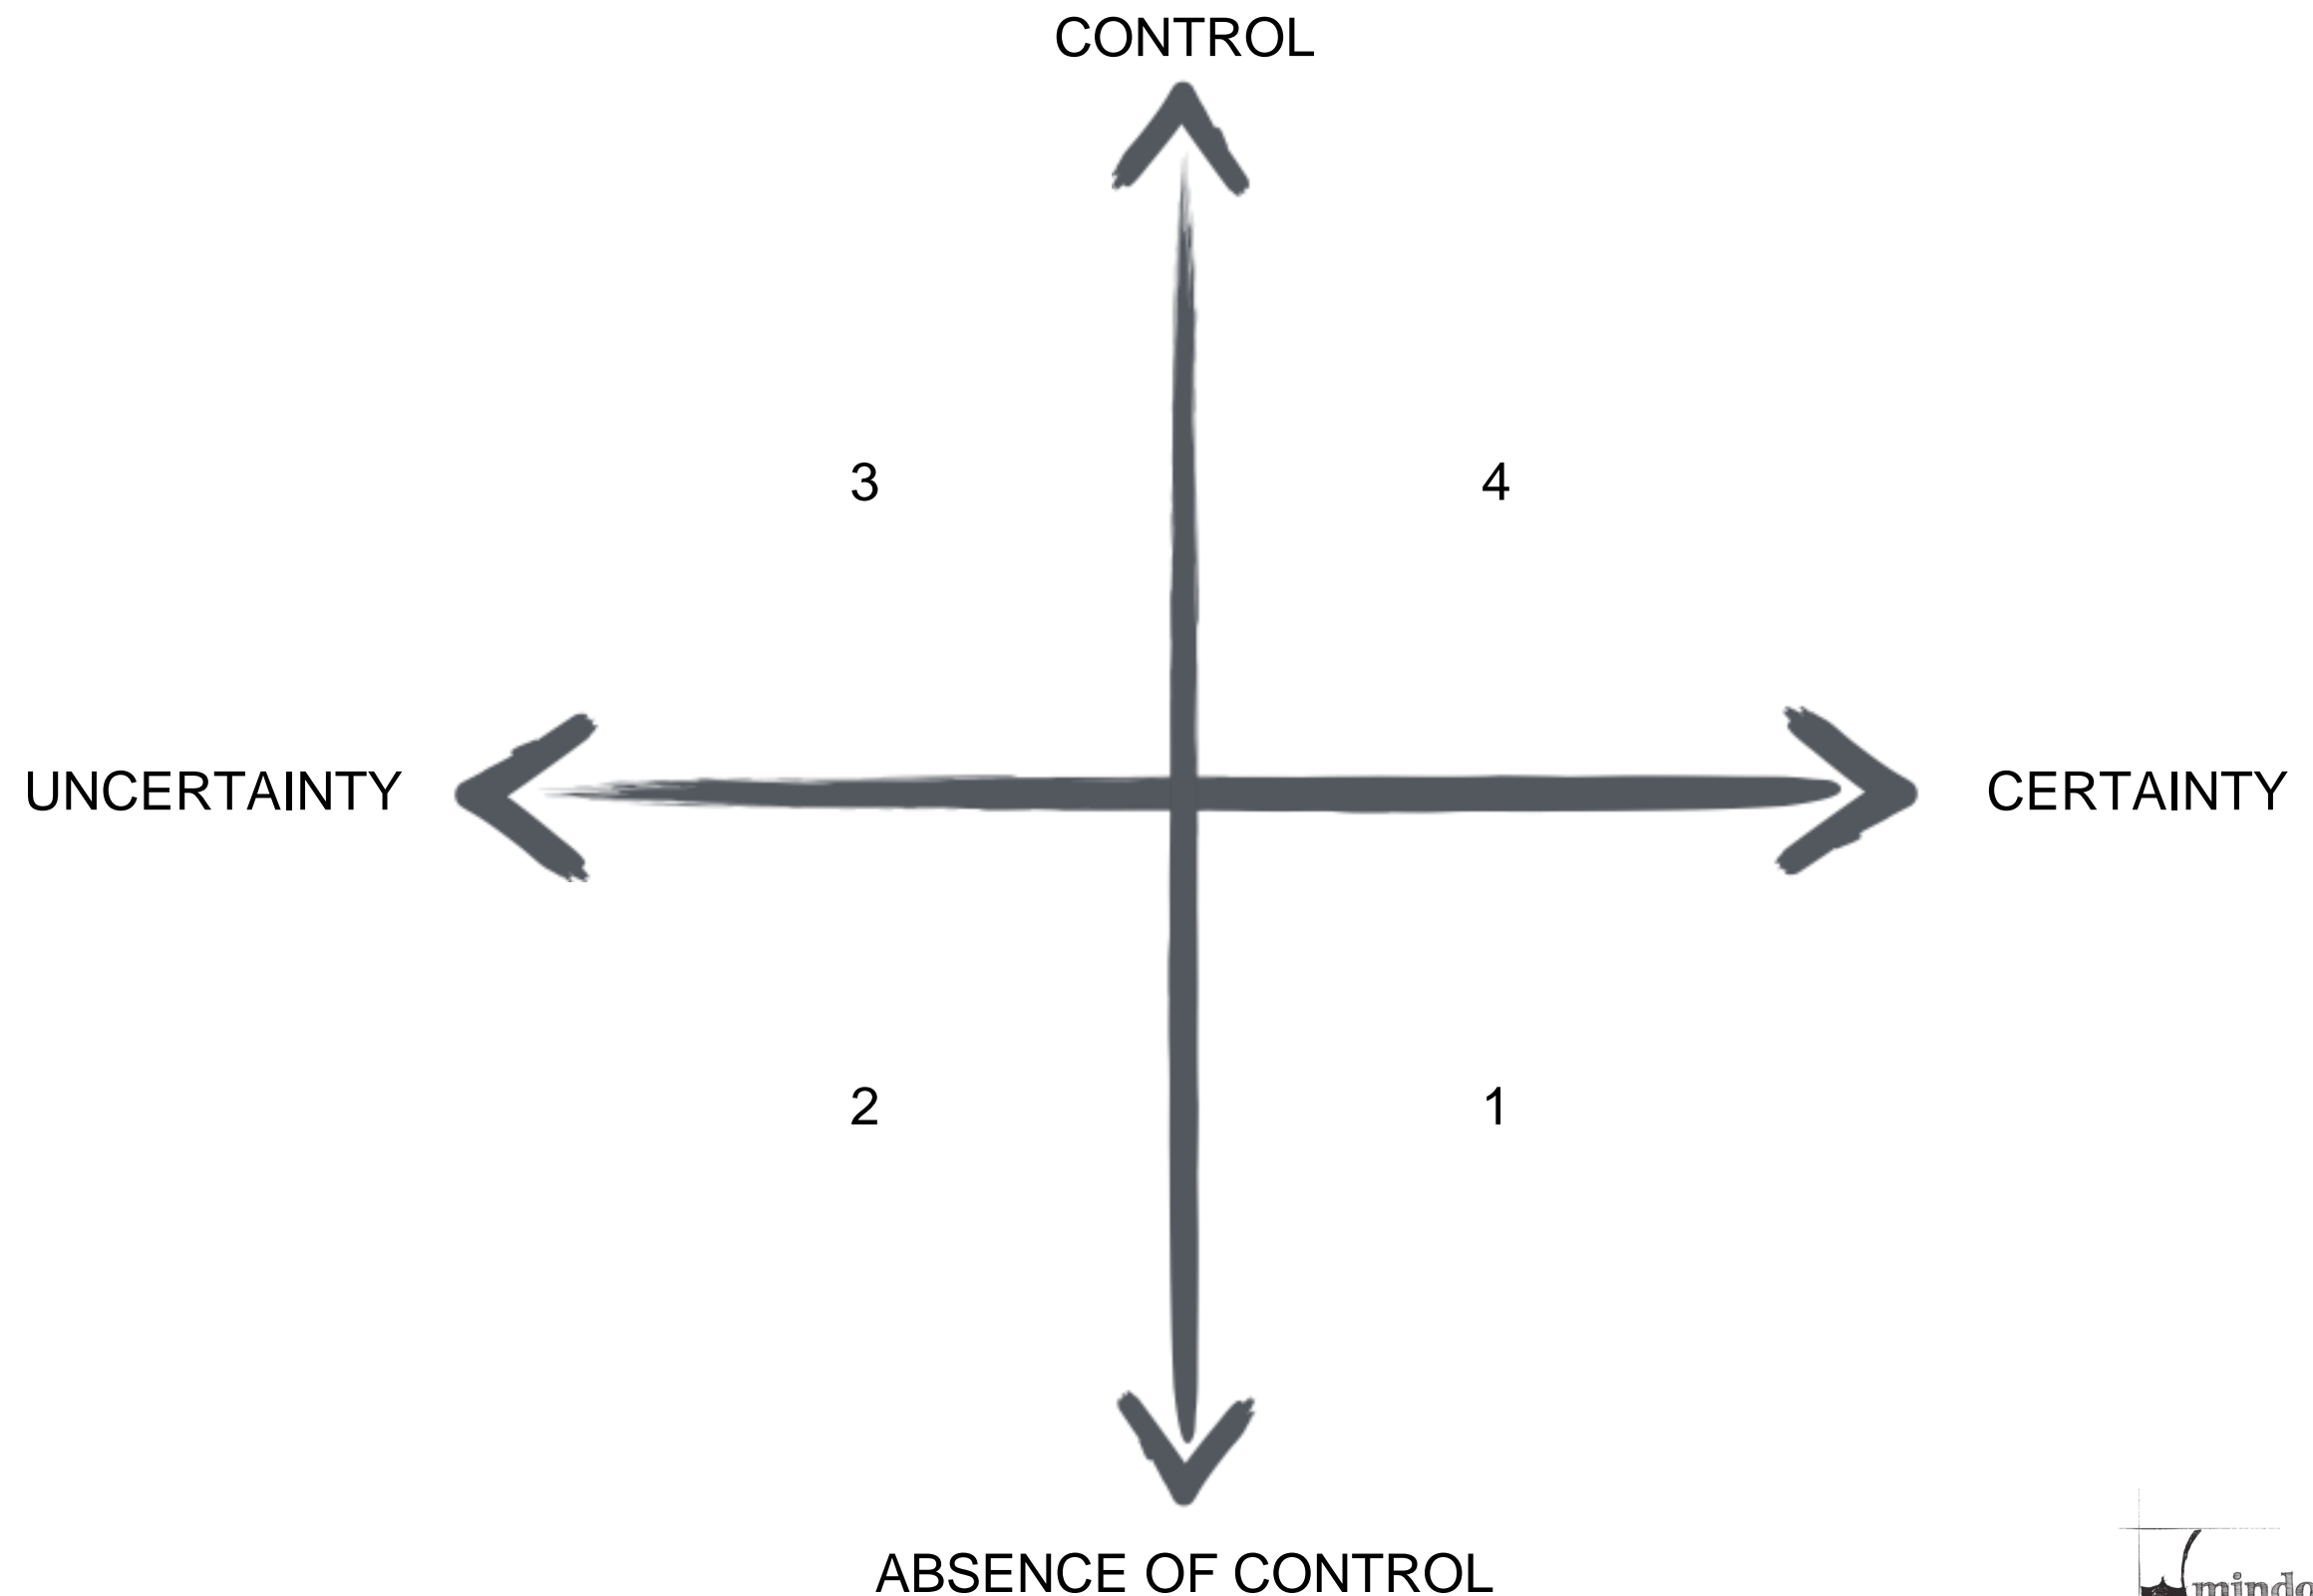 CONTROL
3 4
UNCERTAINTY CERTAINTY
2 1
ABSENCE OF CONTROL